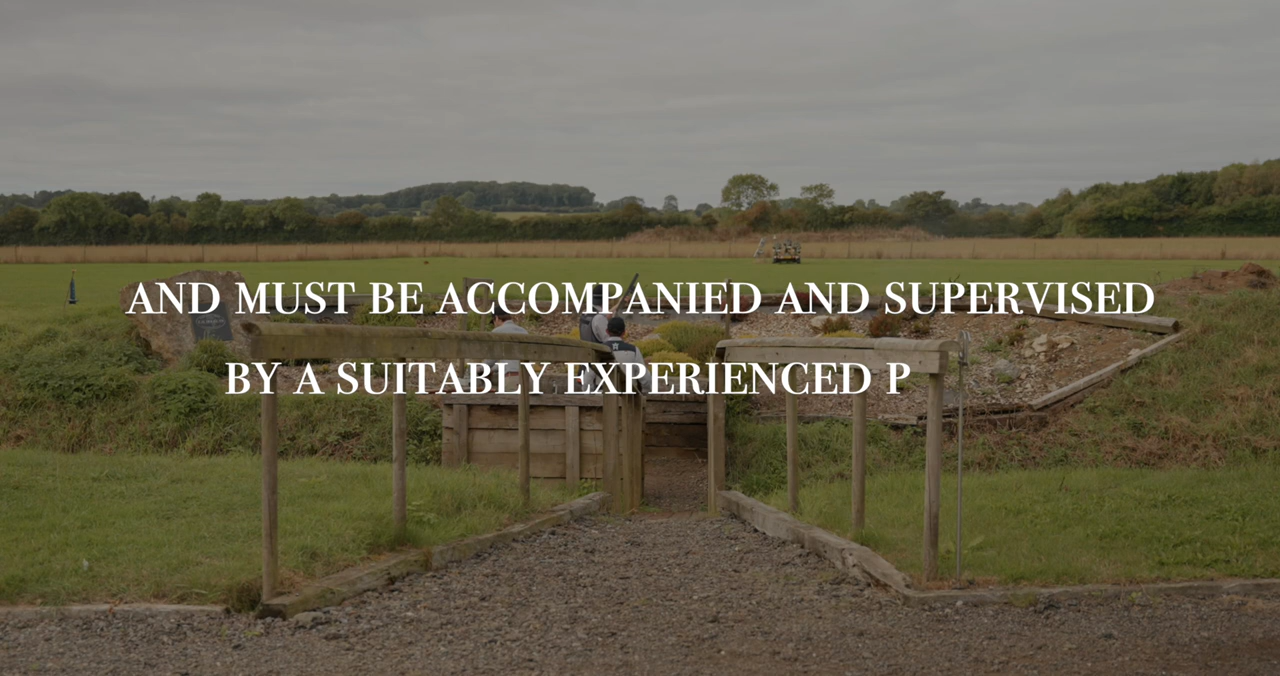 AND MUST BE ACCOMPANIED AND SUPERVISED
BY A SUITABLY EXPERIENCED P